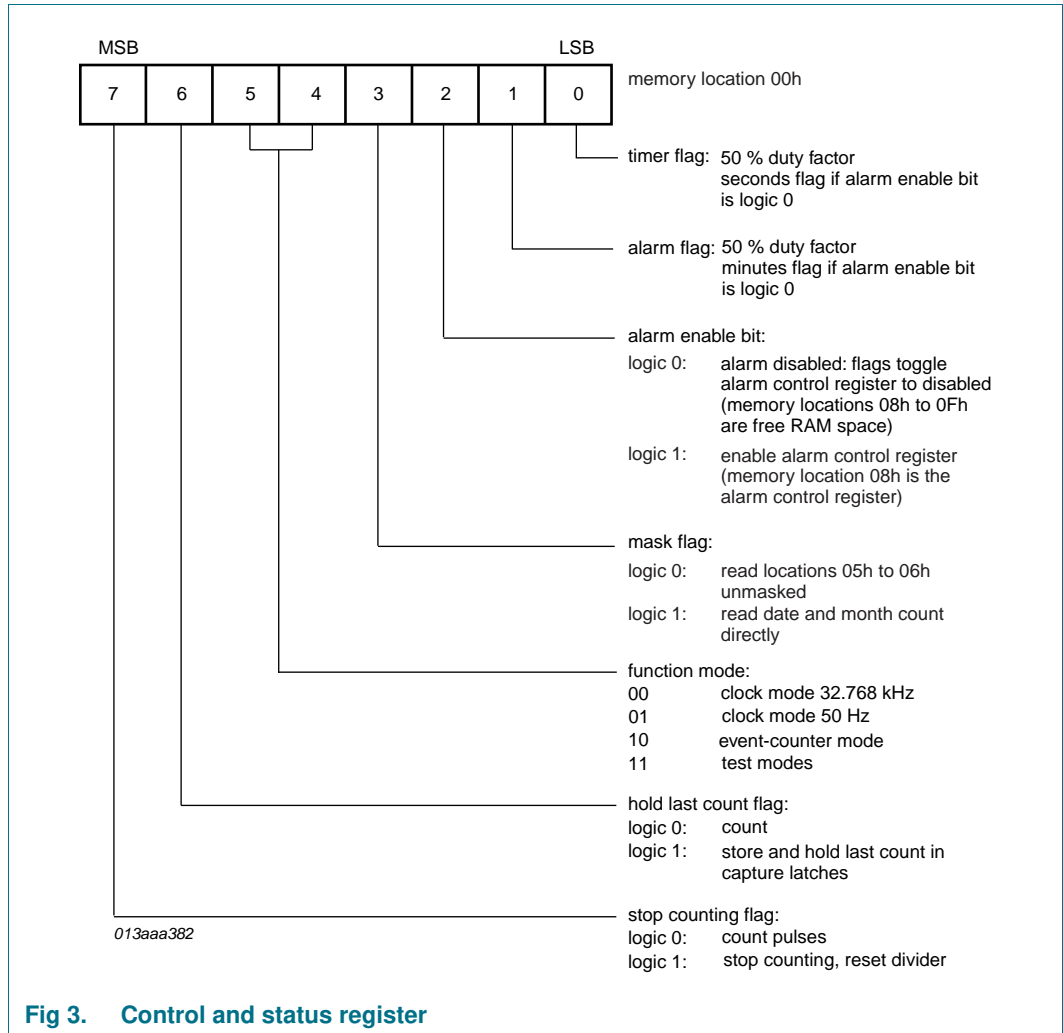 MSB LSB
7 6 5 4 3 2 1 0
memory location 00h
timer flag: 50 % duty factor
seconds flag if alarm enable bit
is logic 0
alarm flag: 50 % duty factor
minutes flag if alarm enable bit
is logic 0
alarm enable bit:
logic 0: alarm disabled: flags toggle
alarm control register to disabled
(memory locations 08h to 0Fh
are free RAM space)
logic 1: enable alarm control register
(memory location 08h is the
alarm control register)
mask flag:
logic 0: read locations 05h to 06h
unmasked
logic 1: read date and month count
directly
function mode:
00 clock mode 32.768 kHz
01 clock mode 50 Hz
10 event-counter mode
11 test modes
hold last count flag:
logic 0: count
logic 1: store and hold last count in
capture latches
stop counting flag:
logic 0: count pulses
logic 1: stop counting, reset divider
013aaa382
Fig 3. Control and status register